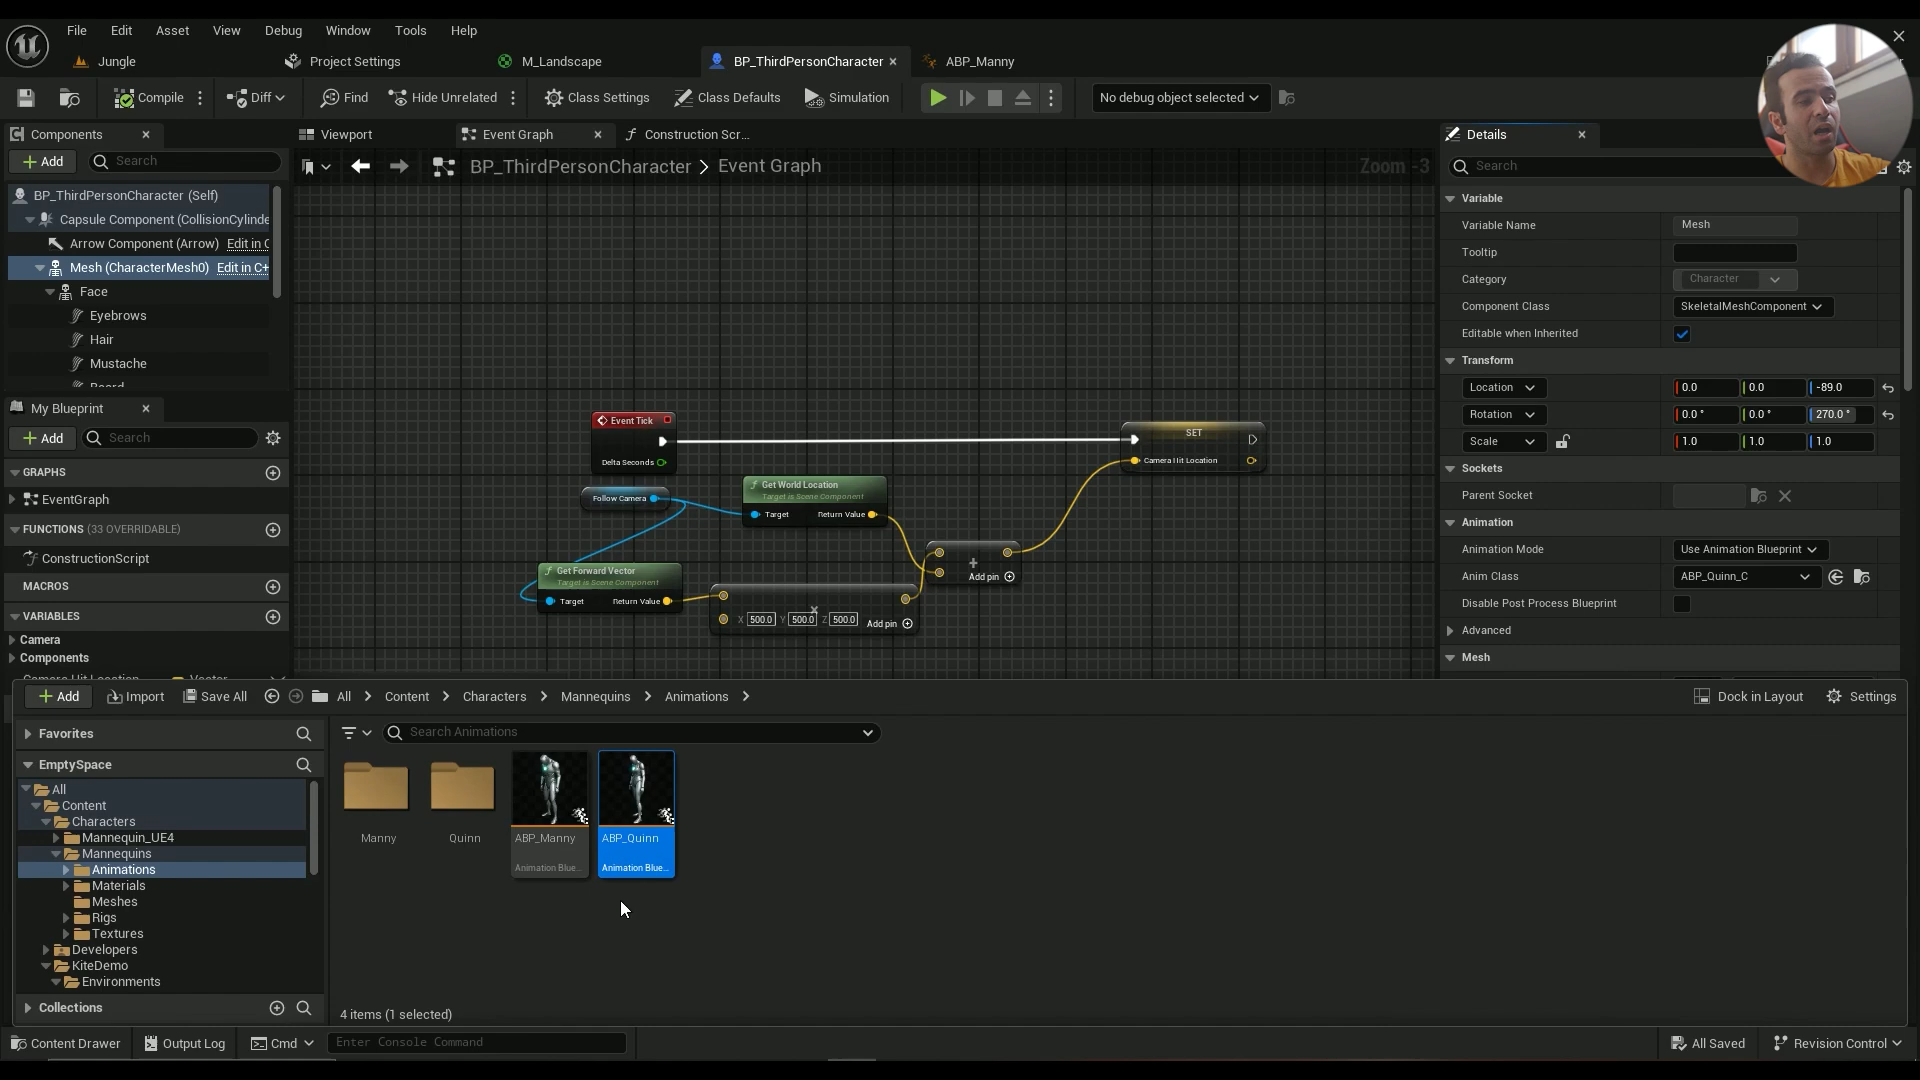 File Edit Asset View Debug Window Tools Help
Jungle Project Settings M_Landscape BP_ThirdPersonCharacter ABP_Manny
Compile Diff Find Hide Unrelated Class Settings Class Defaults Simulation No debug object selected
Components
Add Search
BP_ThirdPersonCharacter (Self)
Capsule Component (CollisionCylinde
Arrow Component (Arrow) Edit in C
Mesh (CharacterMesh0) Edit in C+
Face
Eyebrows
Hair
Mustache
My Blueprint
Add Search
GRAPHS
EventGraph
FUNCTIONS (33 OVERRIDABLE)
ConstructionScript
MACROS
VARIABLES
Camera
Components
Camera Hit Location Vector
Viewport Event Graph Construction Scr...
BP_ThirdPersonCharacter > Event Graph Zoom -3
Event Tick
Delta Seconds
Follow Camera
Get World Location
Target is Scene Component
Target Return Value
Get Forward Vector
Target is Scene Component
Target Return Value
X 500.0 Y 500.0 Z 500.0 Add pin
Add pin
SET
Camera Hit Location
Details
Search
Variable
Variable Name Mesh
Tooltip
Category Character
Component Class SkeletalMeshComponent
Editable when Inherited
Transform
Location 0.0 0.0 -89.0
Rotation 0.0 ° 0.0 ° 270.0 °
Scale 1.0 1.0 1.0
Sockets
Parent Socket
Animation
Animation Mode Use Animation Blueprint
Anim Class ABP_Quinn_C
Disable Post Process Blueprint
Advanced
Mesh
Add Import Save All All > Content > Characters > Mannequins > Animations > Dock in Layout Settings
Favorites
EmptySpace
All
Content
Characters
Mannequin_UE4
Mannequins
Animations
Materials
Meshes
Rigs
Textures
Developers
KiteDemo
Environments
Collections
Search Animations
Manny Quinn ABP_Manny ABP_Quinn
Animation Blue... Animation Blue...
4 items (1 selected)
Content Drawer Output Log Cmd Enter Console Command All Saved Revision Control